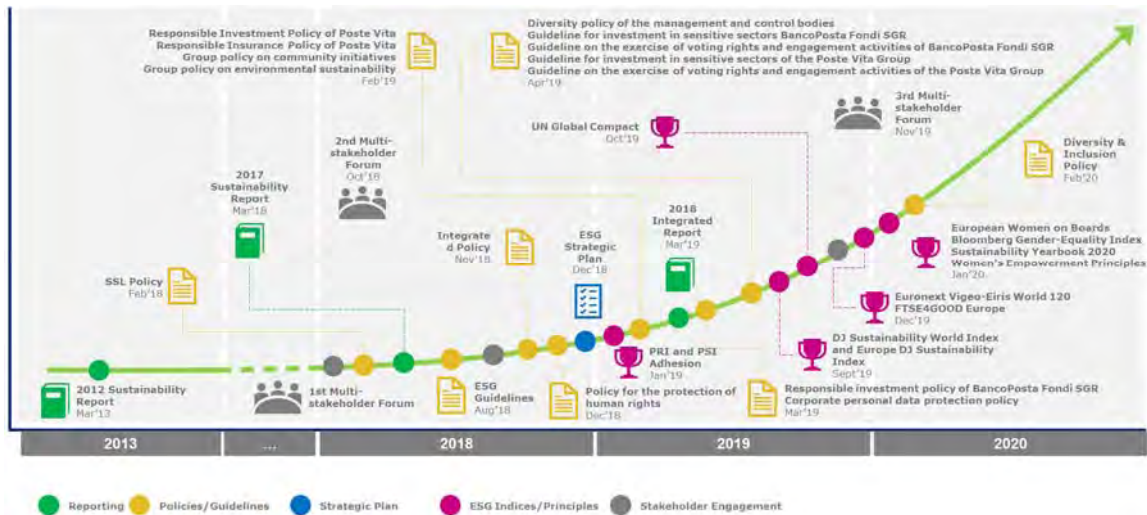 Responsible Investment Policy of Poste Vita
Responsible Insurance Policy of Poste Vita
Group policy on community initiatives
Group policy on environmental sustainability
Feb'19
Diversity policy of the management and control bodies
Guideline for investment in sensitive sectors BancoPosta Fondi SGR
Guideline on the exercise of voting rights and engagement activities of BancoPosta Fondi SGR
Guideline for investment in sensitive sectors of the Poste Vita Group
Guideline on the exercise of voting rights and engagement activities of the Poste Vita Group
Apr'19
UN Global Compact
Oct'19
3rd Multi-
stakeholder
Forum
Nov'19
2nd Multi-
stakeholder
Forum
Oct'18
Diversity &
Inclusion
Policy
Feb'20
2017
Sustainability
Report
Mar'18
2018
Integrated
Report
Mar'19
Integrate
d Policy
Nov'18
ESG
Strategic
Plan
Dec'18
SSL Policy
Feb'18
European Women on Boards
Bloomberg Gender-Equality Index
Sustainability Yearbook 2020
Women's Empowerment Principles
Jan'20
Euronext Vigeo-Eiris World 120
FTSE4GOOD Europe
Dec'19
DJ Sustainability World Index
and Europe DJ Sustainability
Index
Sept'19
PRI and PSI
Adhesion
Jan'19
2012 Sustainability
Report
Mar'13
1st Multi-
stakeholder Forum
ESG
Guidelines
Aug'18
Policy for the protection of
human rights
Dec'18
Responsible investment policy of BancoPosta Fondi SGR
Corporate personal data protection policy
Mar'19
2013
...
2018
2019
2020
Reporting
Policies/Guidelines
Strategic Plan
ESG Indices/Principles
Stakeholder Engagement